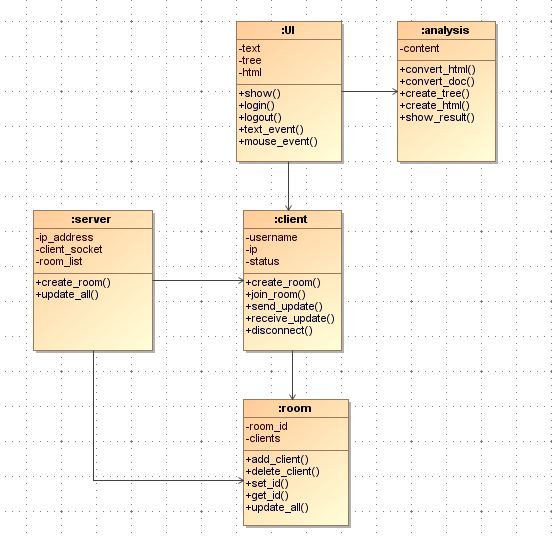 :UI
-text
-tree
-html
+show()
+login()
+logout()
+text_event()
+mouse_event()
:analysis
-content
+convert_html()
+convert_doc()
+create_tree()
+create_html()
+show_result()
:server
-ip_address
-client_socket
-room_list
+create_room()
+update_all()
:client
-username
-ip
-status
+create_room()
+join_room()
+send_update()
+receive_update()
+disconnect()
:room
-room_id
-clients
+add_client()
+delete_client()
+set_id()
+get_id()
+update_all()